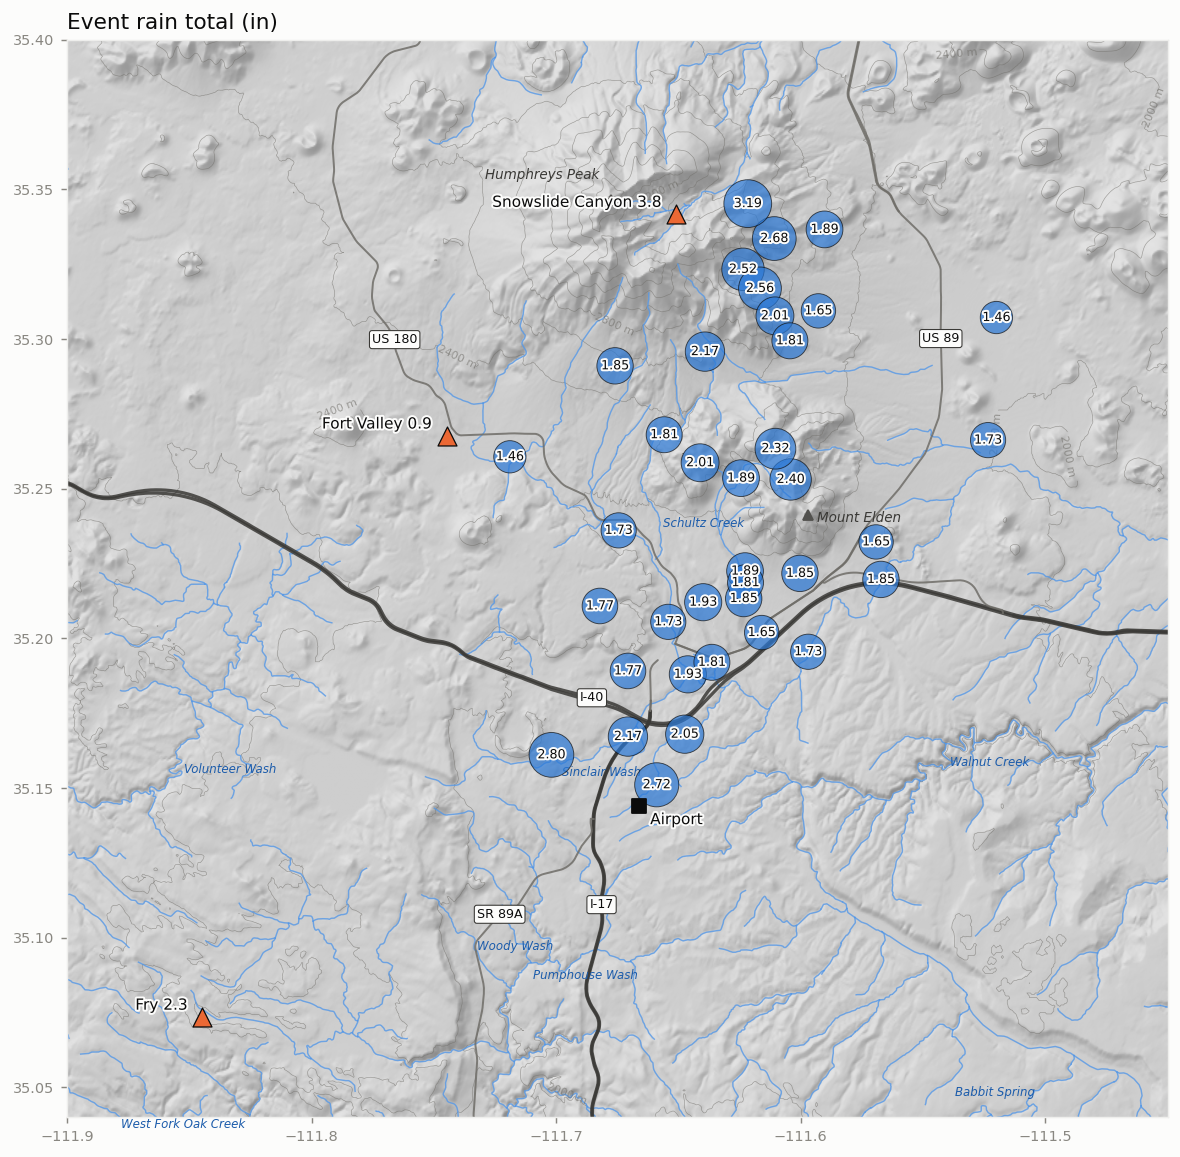 Event rain total (in)
35.40
2400 m
2000 m
35.35
Humphreys Peak
Snowslide Canyon 3.8
3.19
2.68
1.89
2.52
2.56
2.01
1.65
1.46
3000 m
35.30
US 180
US 89
1.81
2.17
2400 m
1.85
2400 m
Fort Valley 0.9
1.81
2.32
1.73
1.46
2.01
1.89
2.40
2000 m
35.25
Schultz Creek
Mount Elden
1.73
1.65
1.89
1.81
1.85
1.85
1.85
1.77
1.93
1.73
1.65
35.20
1.73
1.77
1.93
1.81
I-40
2.17
2.05
2.80
Volunteer Wash
Sinclair Wash
Walnut Creek
2.72
35.15
Airport
SR 89A
I-17
35.10
Woody Wash
Pumphouse Wash
Fry 2.3
35.05
2000 m
Babbit Spring
West Fork Oak Creek
−111.9
−111.8
−111.7
−111.6
−111.5